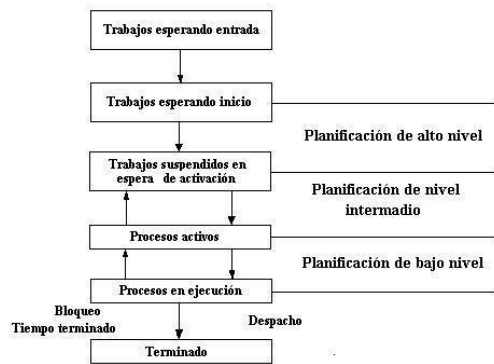 Trabajos esperando entrada
Trabajos esperando inicio
Planificación de alto nivel
Trabajos suspendidos en
espera de activación
Planificación de nivel
intermadio
Procesos activos
Planificación de bajo nivel
Procesos en ejecución
Bloqueo
Tiempo terminado
Despacho
Terminado